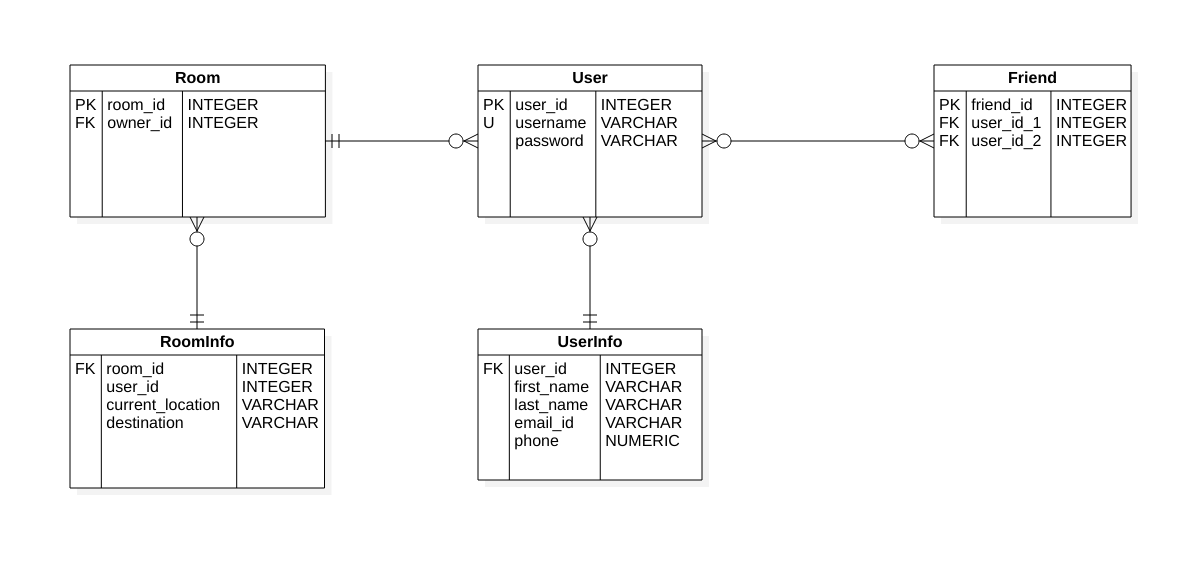 Room
PK room_id INTEGER
FK owner_id INTEGER
User
PK user_id INTEGER
U username VARCHAR
password VARCHAR
Friend
PK friend_id INTEGER
FK user_id_1 INTEGER
FK user_id_2 INTEGER
RoomInfo
FK room_id INTEGER
user_id INTEGER
current_location VARCHAR
destination VARCHAR
UserInfo
FK user_id INTEGER
first_name VARCHAR
last_name VARCHAR
email_id VARCHAR
phone NUMERIC